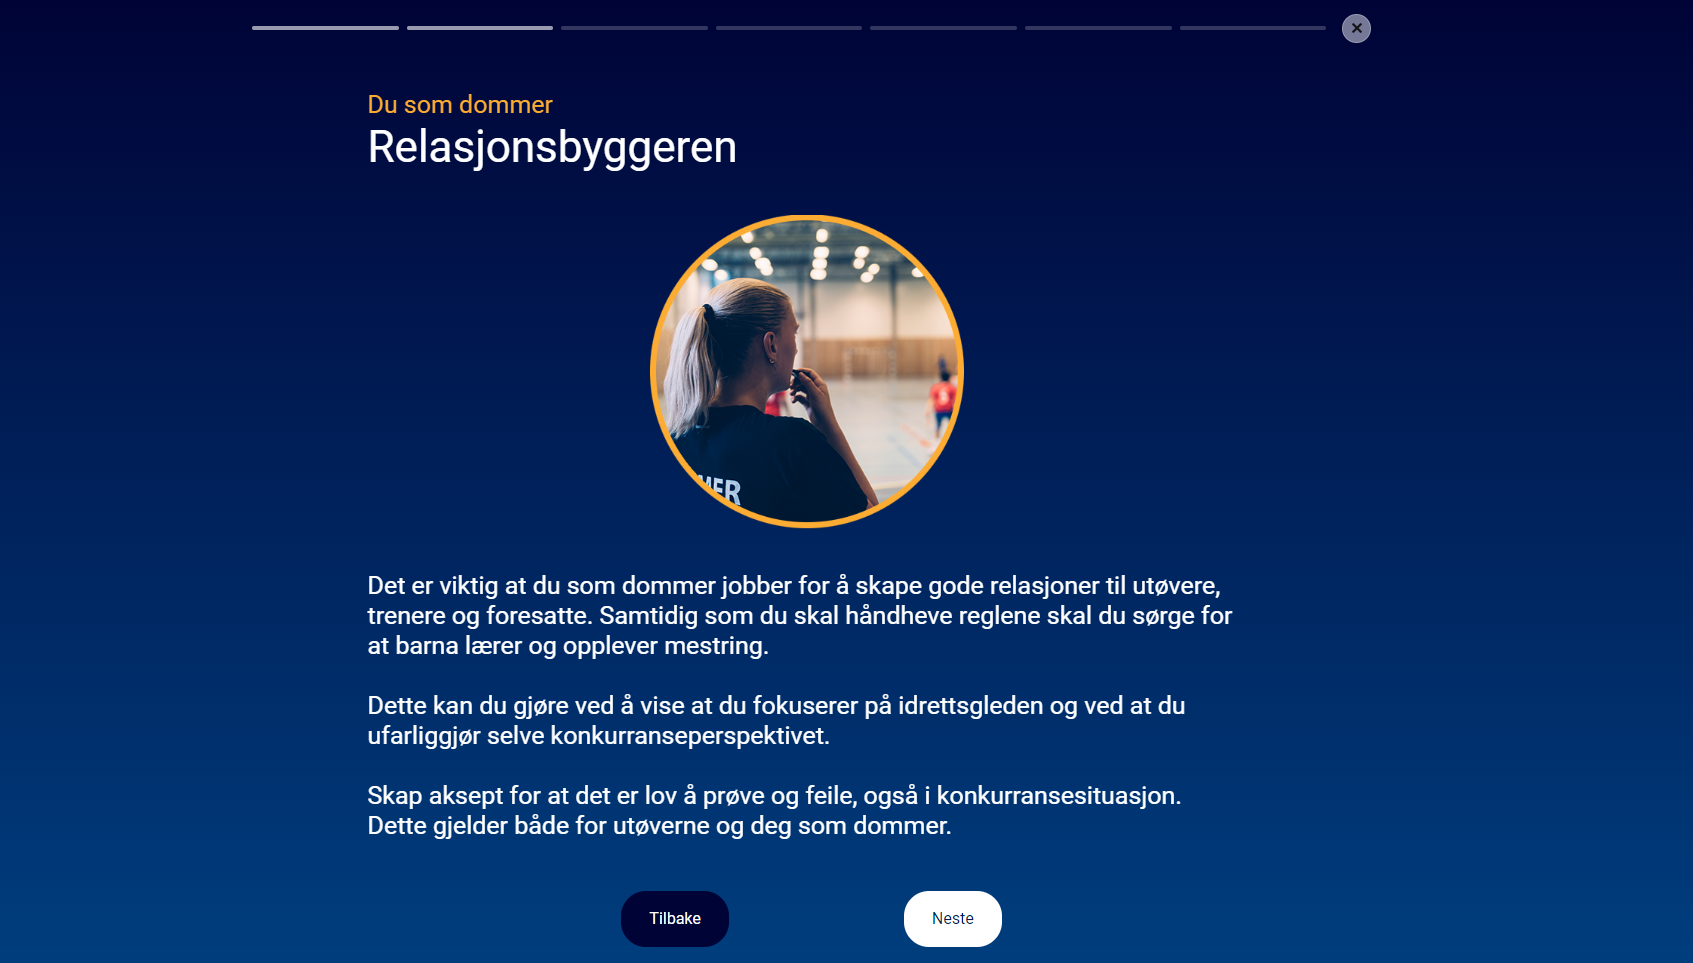 Du som dommer
Relasjonsbyggeren
MER
Det er viktig at du som dommer jobber for å skape gode relasjoner til utøvere,
trenere og foresatte. Samtidig som du skal håndheve reglene skal du sørge for
at barna lærer og opplever mestring.
Dette kan du gjøre ved å vise at du fokuserer på idrettsgleden og ved at du
ufarliggjør selve konkurranseperspektivet.
Skap aksept for at det er lov å prøve og feile, også i konkurransesituasjon.
Dette gjelder både for utøverne og deg som dommer.
Tilbake
Neste